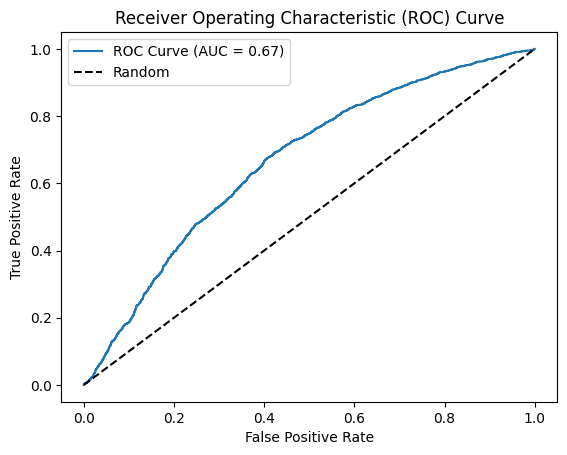 Receiver Operating Characteristic (ROC) Curve
ROC Curve (AUC = 0.67)
Random
True Positive Rate
1.0
0.8
0.6
0.4
0.2
0.0
0.0 0.2 0.4 0.6 0.8 1.0
False Positive Rate